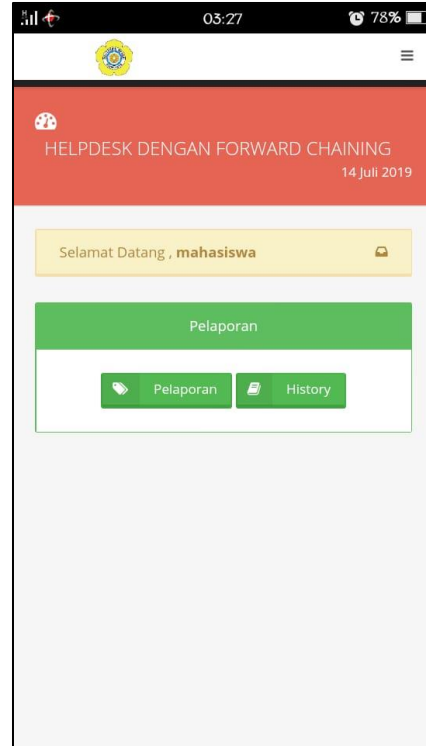 03:27 78%
HELPDESK DENGAN FORWARD CHAINING
14 Juli 2019
Selamat Datang , mahasiswa
Pelaporan
Pelaporan History